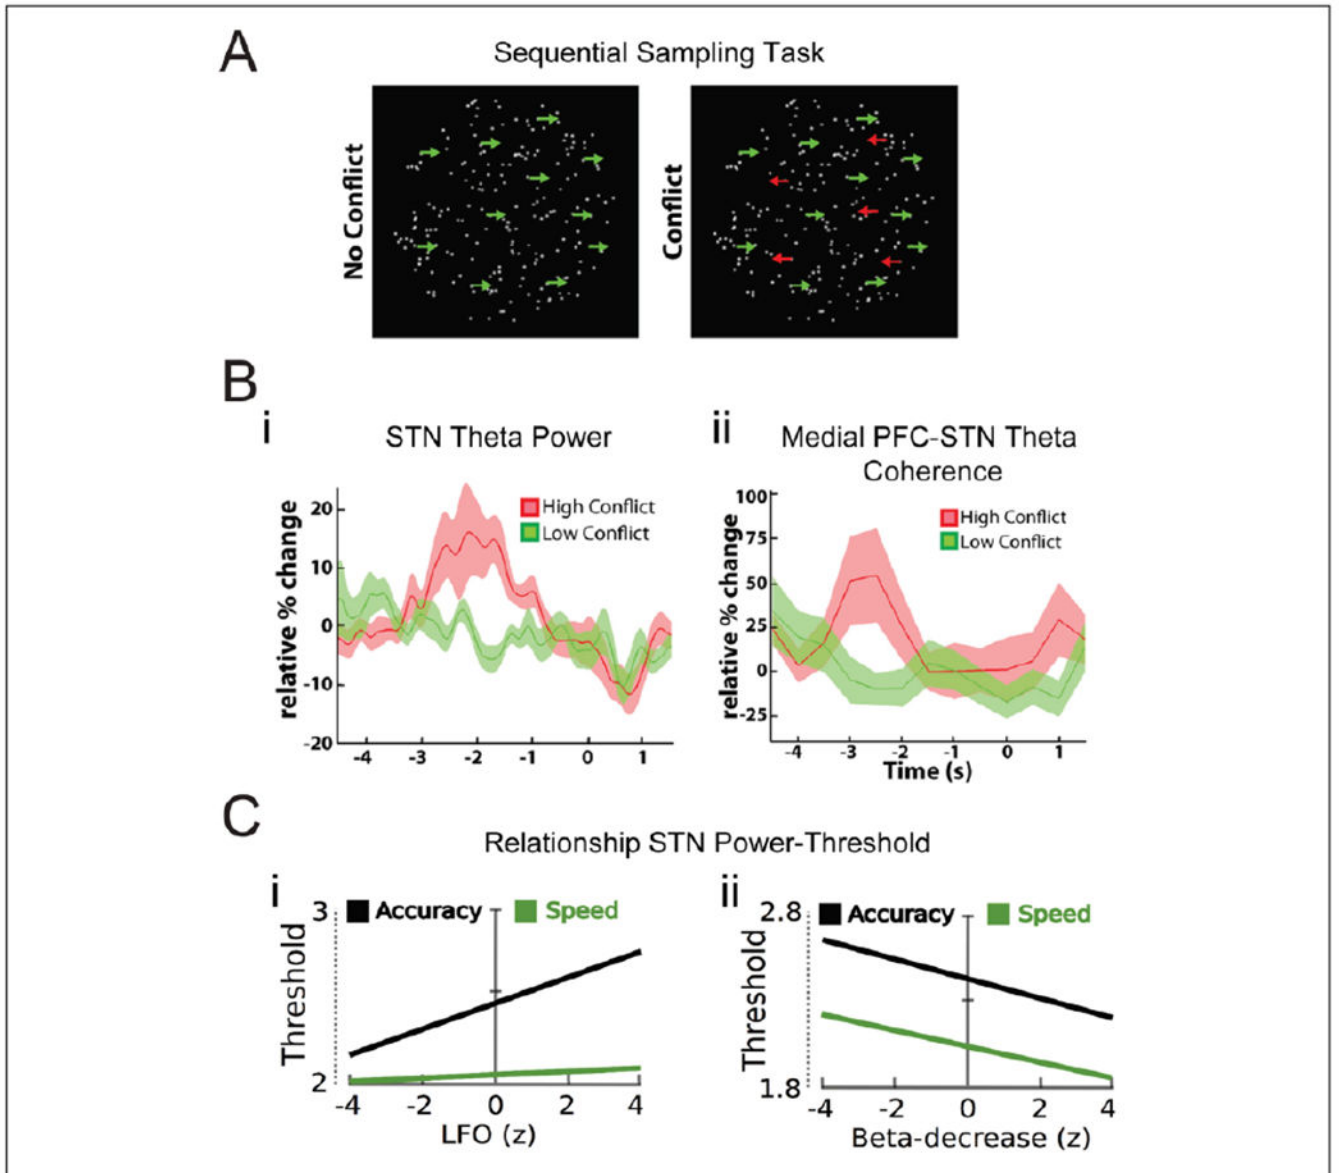 A
Sequential Sampling Task
No Conflict
Conflict
B
i
STN Theta Power
relative % change
20
10
0
-10
-20
High Conflict
Low Conflict
-4 -3 -2 -1 0 1
ii
Medial PFC-STN Theta
Coherence
relative % change
100
75
50
25
0
-25
High Conflict
Low Conflict
-4 -3 -2 -1 0 1
Time (s)
C
Relationship STN Power-Threshold
i
Accuracy Speed
Threshold
3
2
-4 -2 0 2 4
LFO (z)
ii
Accuracy Speed
Threshold
2.8
1.8
-4 -2 0 2 4
Beta-decrease (z)